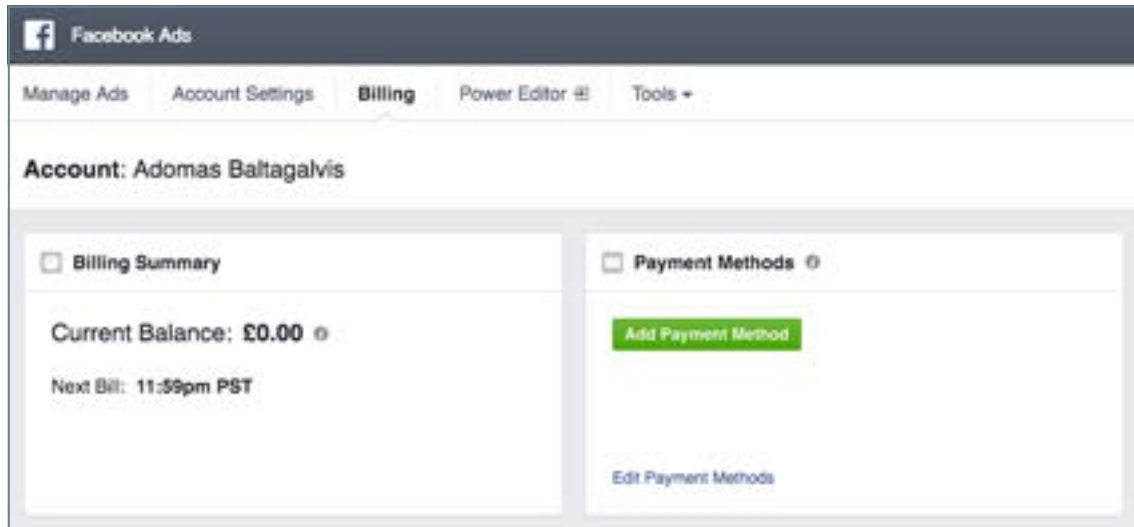 Facebook Ads
Manage Ads Account Settings Billing Power Editor Tools
Account: Adomas Baltagalvis
Billing Summary
Current Balance: £0.00
Next Bill: 11:59pm PST
Payment Methods
Add Payment Method
Edit Payment Methods